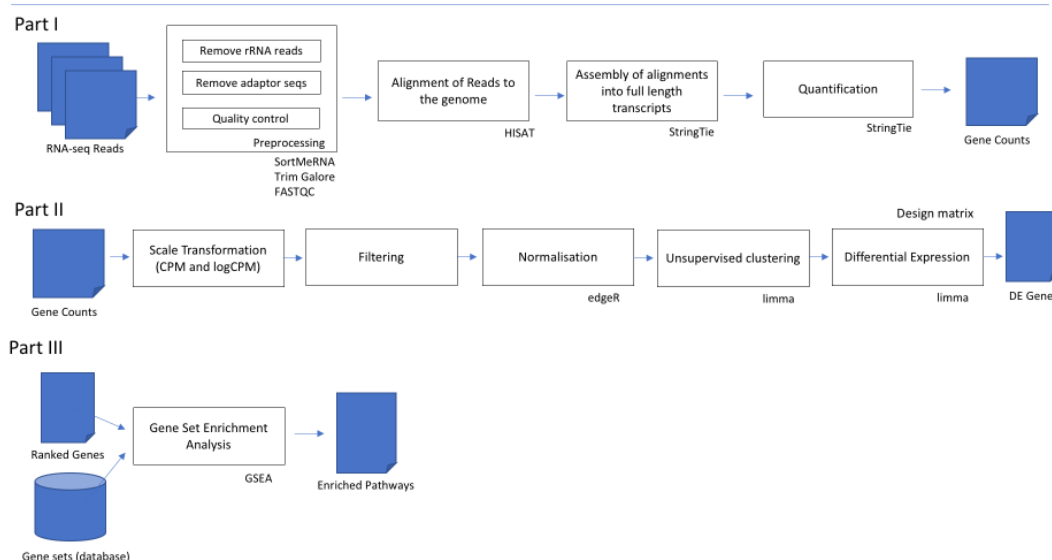 Part I
Remove rRNA reads
Remove adaptor seqs
Quality control
Preprocessing
SortMeRNA
Trim Galore
FASTQC
RNA-seq Reads
Alignment of Reads to
the genome
HISAT
Assembly of alignments
into full length
transcripts
StringTie
Quantification
StringTie
Gene Counts
Part II
Gene Counts
Scale Transformation
(CPM and logCPM)
Filtering
Normalisation
edgeR
Unsupervised clustering
limma
Design matrix
Differential Expression
limma
DE Gene
Part III
Ranked Genes
Gene sets (database)
Gene Set Enrichment
Analysis
GSEA
Enriched Pathways